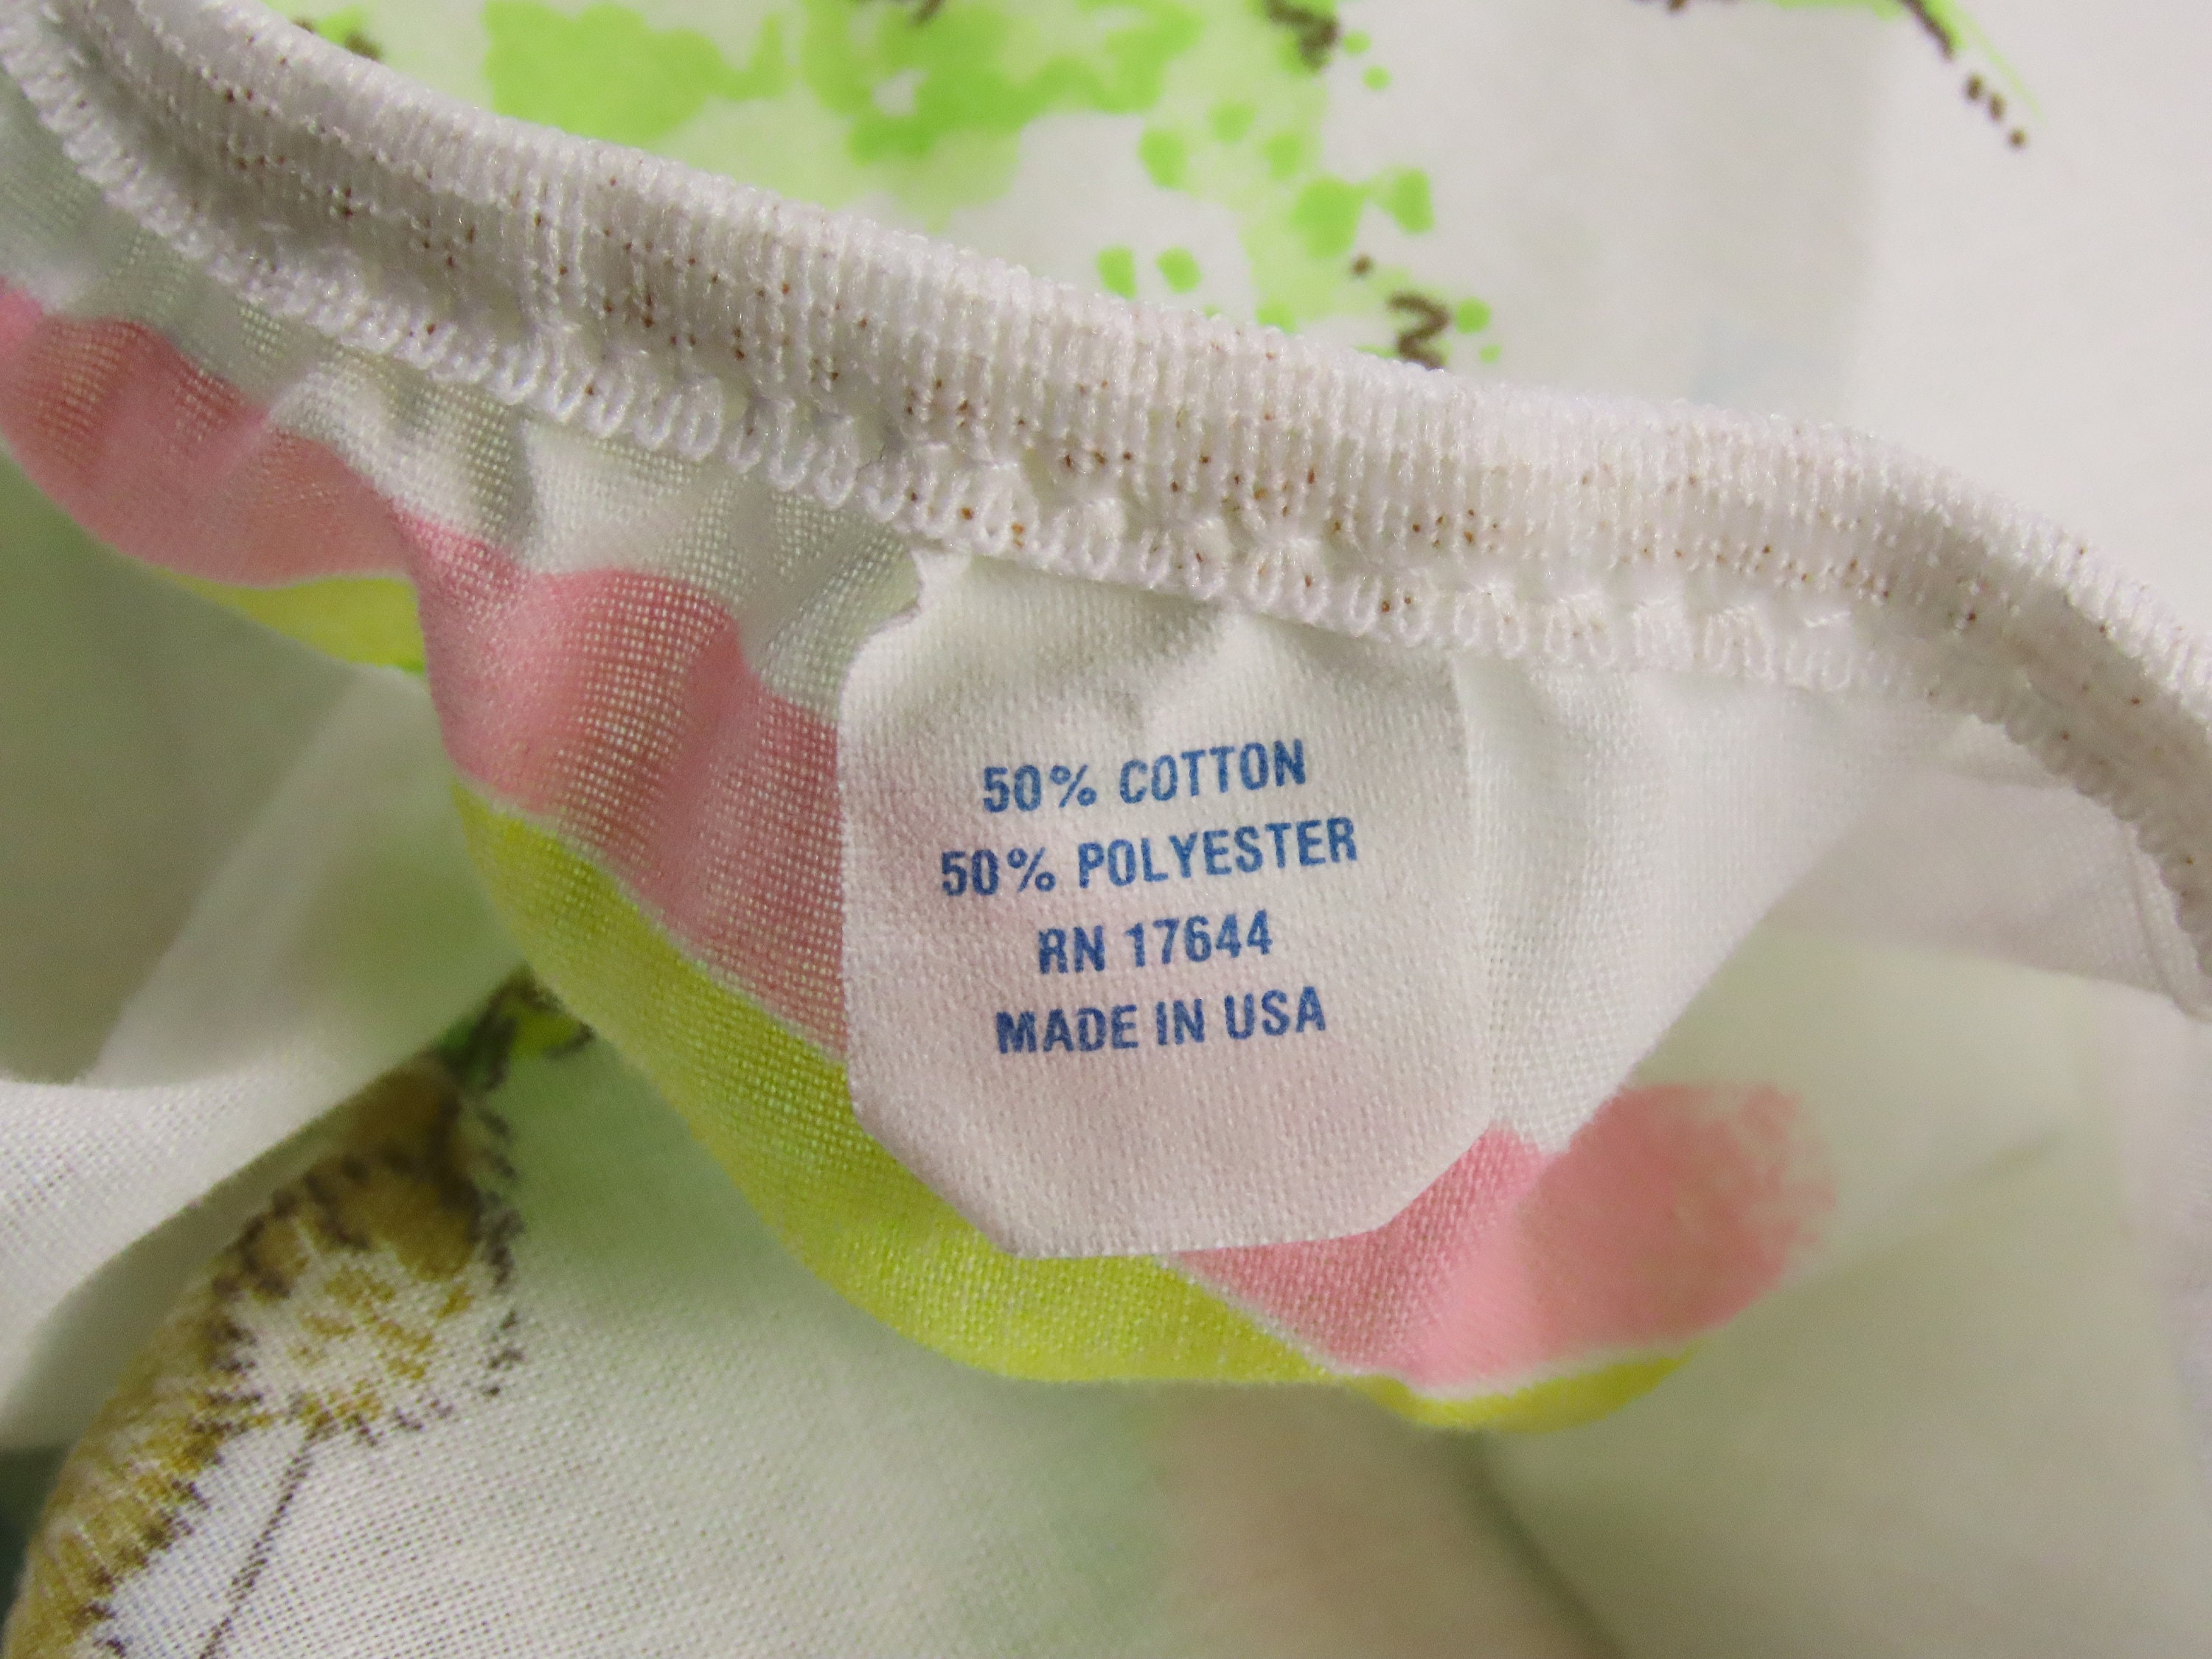 50% COTTON
50% POLYESTER
RN 17644
MADE IN USA